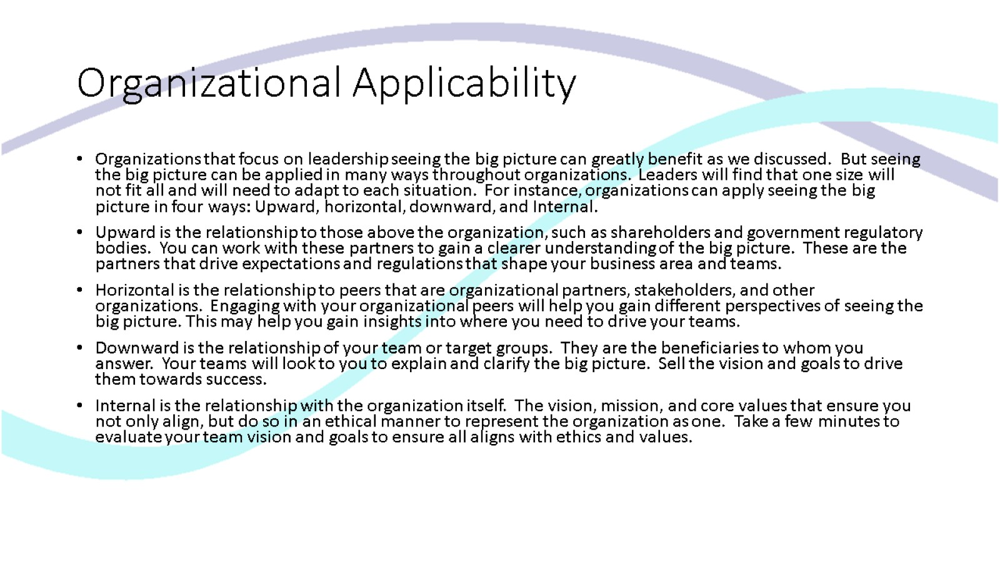 Organizational Applicability
• Organizations that focus on leadership seeing the big picture can greatly benefit as we discussed.  But seeing
the big picture can be applied in many ways throughout organizations.  Leaders will find that one size will
not fit all and will need to adapt to each situation.  For instance, organizations can apply seeing the big
picture in four ways: Upward, horizontal, downward, and Internal.
• Upward is the relationship to those above the organization, such as shareholders and government regulatory
bodies.  You can work with these partners to gain a clearer understanding of the big picture.  These are the
partners that drive expectations and regulations that shape your business area and teams.
• Horizontal is the relationship to peers that are organizational partners, stakeholders, and other
organizations.  Engaging with your organizational peers will help you gain different perspectives of seeing the
big picture. This may help you gain insights into where you need to drive your teams.
• Downward is the relationship of your team or target groups.  They are the beneficiaries to whom you
answer.  Your teams will look to you to explain and clarify the big picture.  Sell the vision and goals to drive
them towards success.
• Internal is the relationship with the organization itself.  The vision, mission, and core values that ensure you
not only align, but do so in an ethical manner to represent the organization as one.  Take a few minutes to
evaluate your team vision and goals to ensure all aligns with ethics and values.